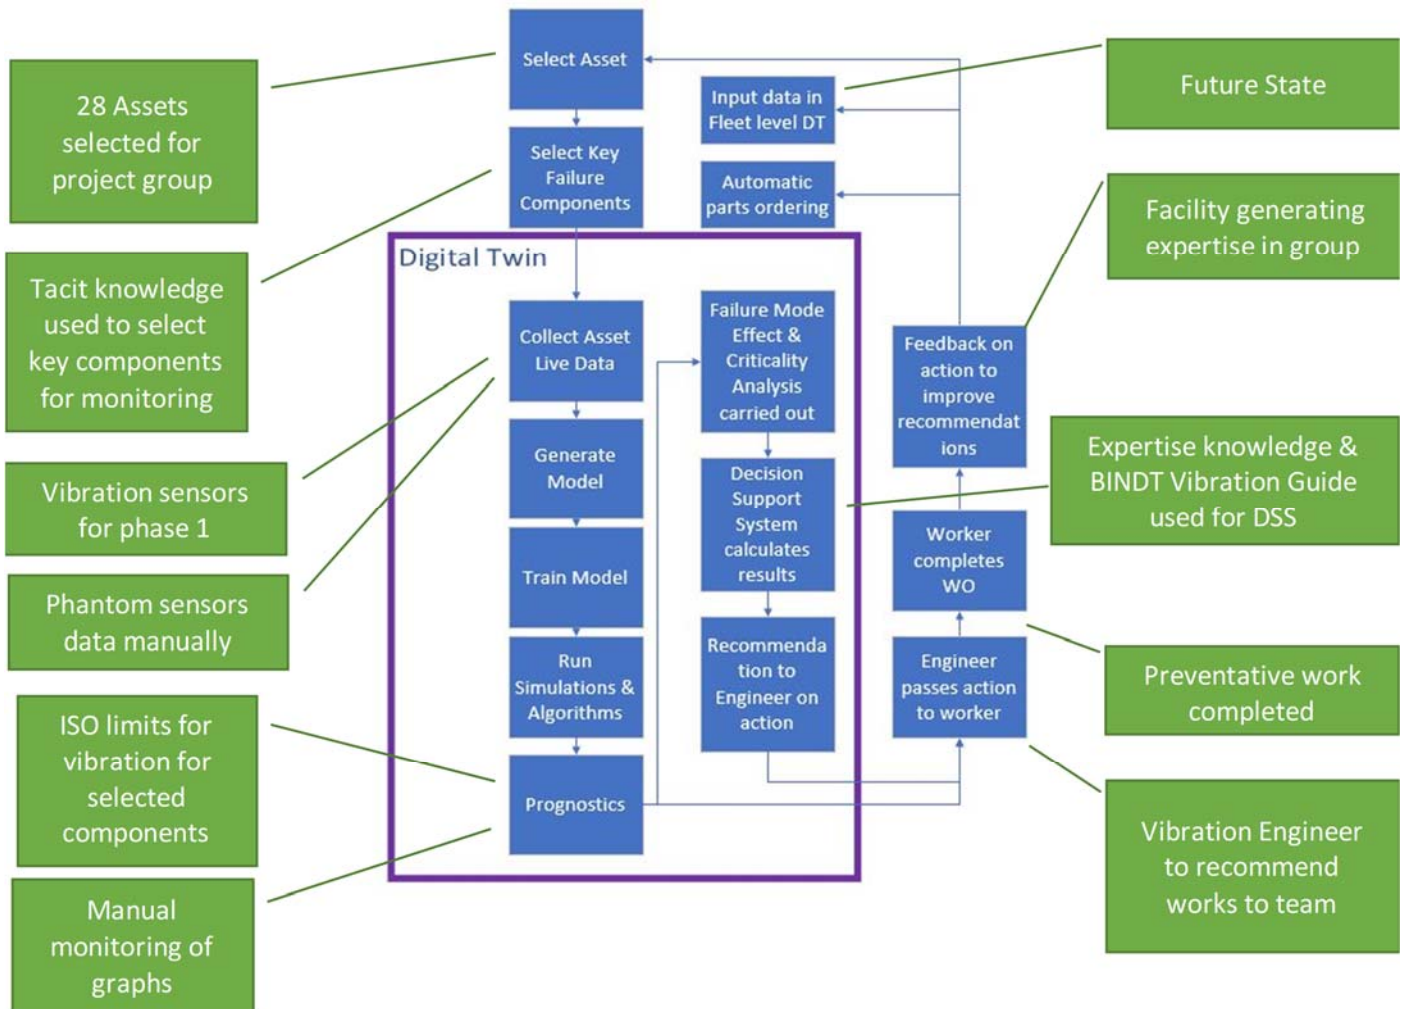 28 Assets
selected for
project group
Tacit knowledge
used to select
key components
for monitoring
Vibration sensors
for phase 1
Phantom sensors
data manually
ISO limits for
vibration for
selected
components
Manual
monitoring of
graphs
Select Asset
Select Key
Failure
Components
Digital Twin
Collect Asset
Live Data
Generate
Model
Train Model
Run
Simulations &
Algorithms
Prognostics
Input data in
Fleet level DT
Automatic
parts ordering
Failure Mode
Effect &
Criticality
Analysis
carried out
Decision
Support
System
calculates
results
Recommenda
tion to
Engineer on
action
Feedback on
action to
improve
recommendat
ions
Worker
completes
WO
Engineer
passes action
to worker
Future State
Facility generating
expertise in group
Expertise knowledge &
BINDT Vibration Guide
used for DSS
Preventative work
completed
Vibration Engineer
to recommend
works to team